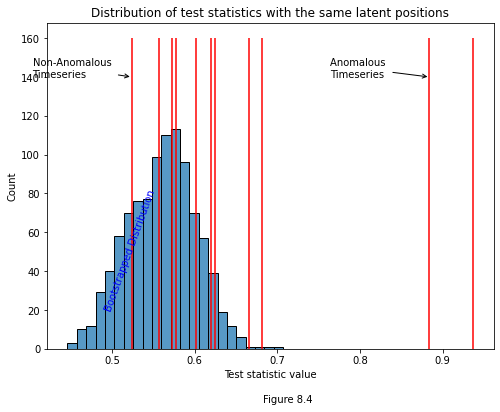 Distribution of test statistics with the same latent positions
160
140
120
100
80
60
40
20
0
Count
Non-Anomalous
Timeseries
Anomalous
Timeseries
Bootstrapped Distribution
0.5 0.6 0.7 0.8 0.9
Test statistic value
Figure 8.4